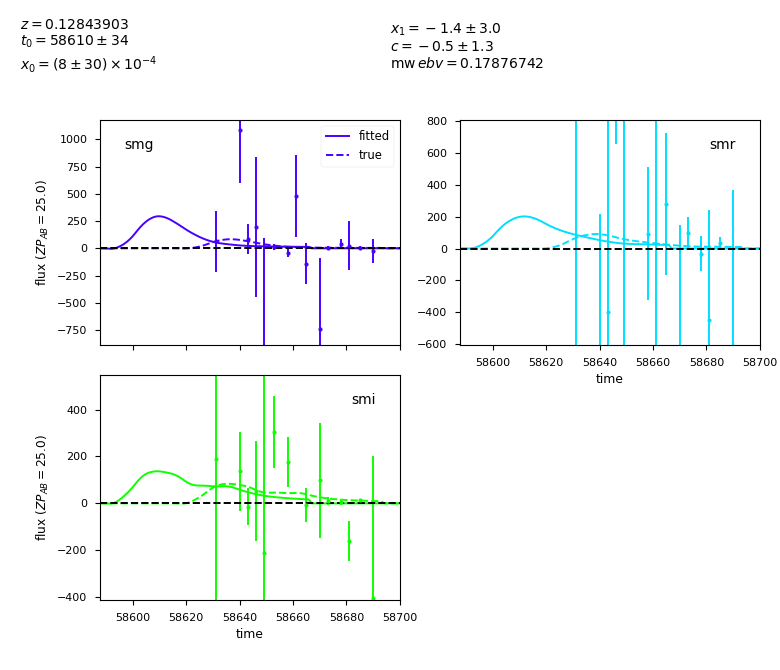 z = 0.12843903
t₀ = 58610 ± 34
x₀ = (8 ± 30) × 10⁻⁴
x₁ = −1.4 ± 3.0
c = −0.5 ± 1.3
mw ebv = 0.17876742
smg
fitted
true
1000
750
500
250
0
−250
−500
−750
flux (ZP_AB = 25.0)
smr
800
600
400
200
0
−200
−400
−600
58600 58620 58640 58660 58680 58700
time
smi
400
200
0
−200
−400
flux (ZP_AB = 25.0)
58600 58620 58640 58660 58680 58700
time